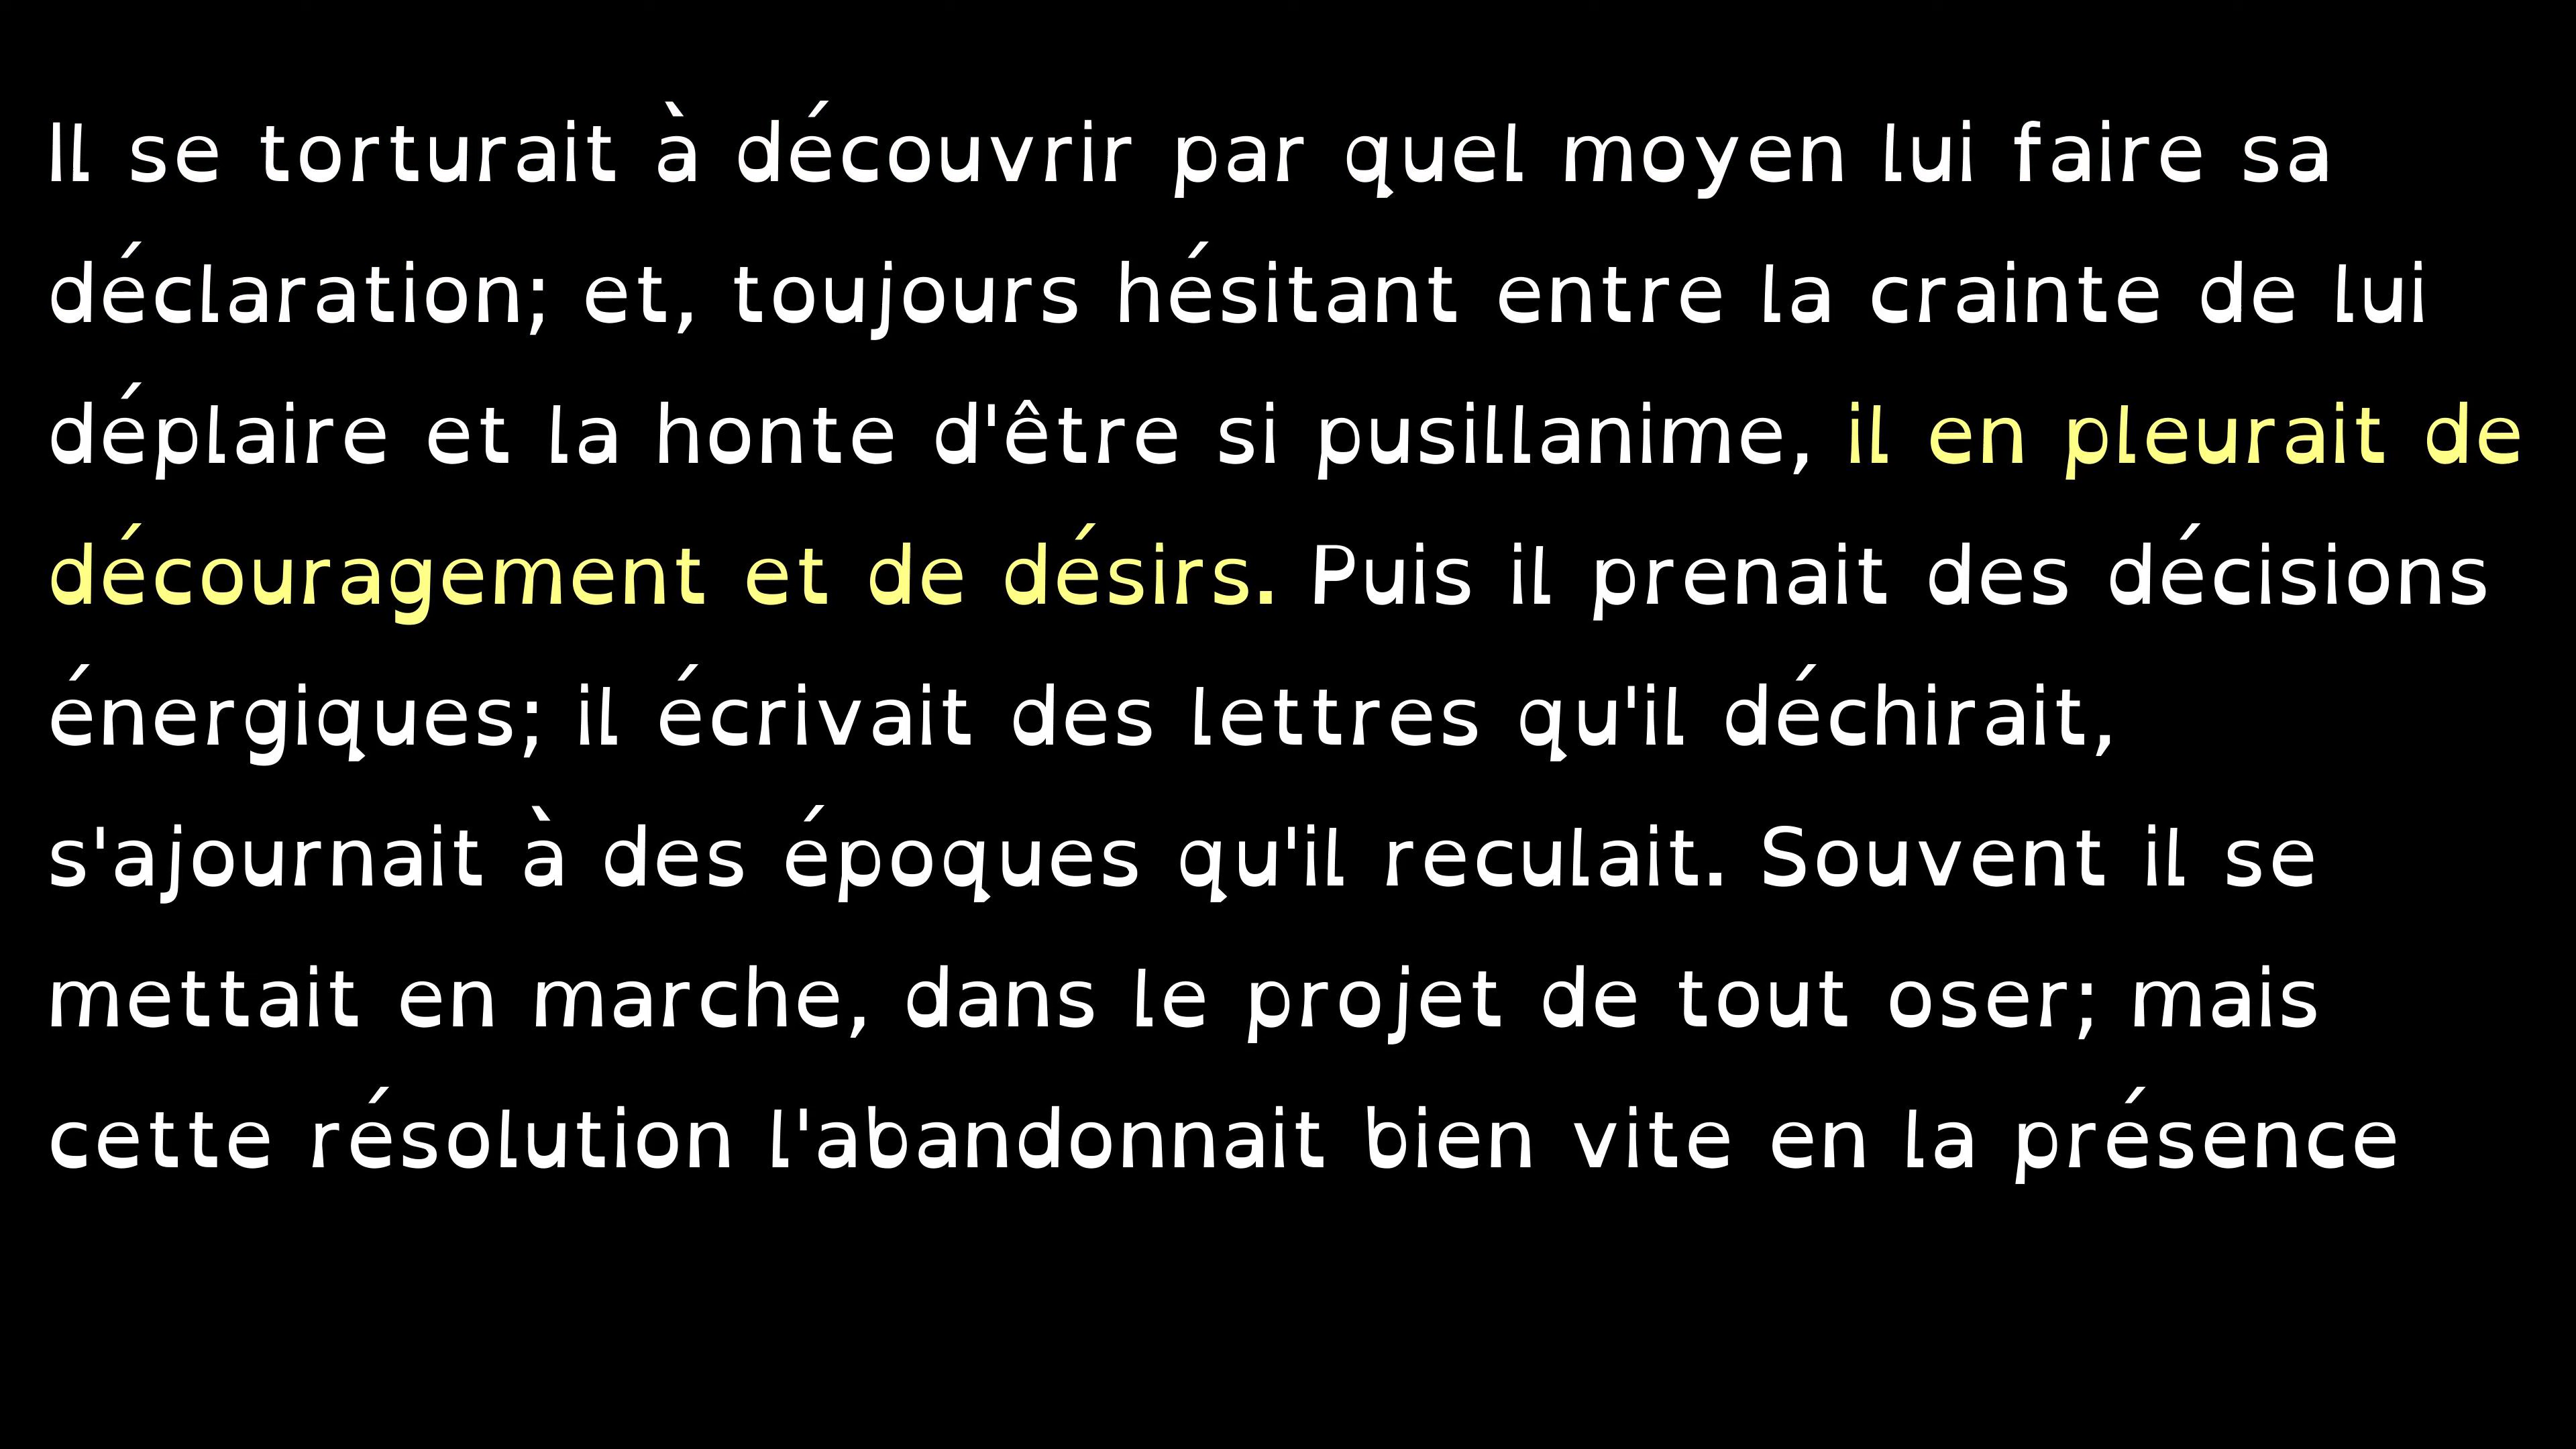 Il se torturait à découvrir par quel moyen lui faire sa
déclaration; et, toujours hésitant entre la crainte de lui
déplaire et la honte d'être si pusillanime, il en pleurait de
découragement et de désirs. Puis il prenait des décisions
énergiques; il écrivait des lettres qu'il déchirait,
s'ajournait à des époques qu'il reculait. Souvent il se
mettait en marche, dans le projet de tout oser; mais
cette résolution l'abandonnait bien vite en la présence